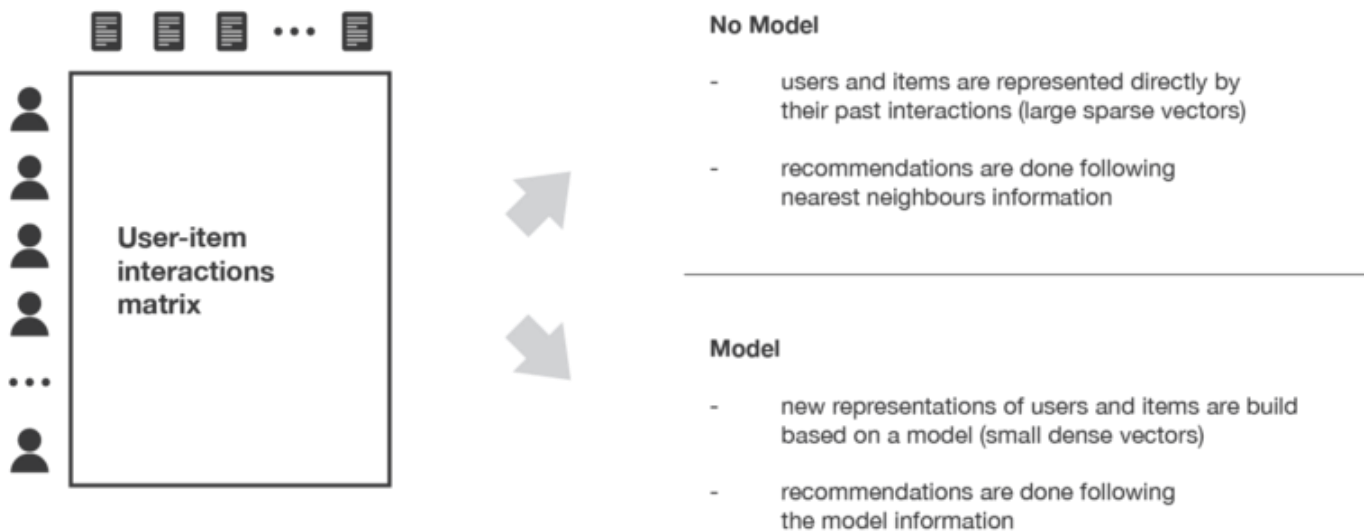 User-item
interactions
matrix
No Model
- users and items are represented directly by
their past interactions (large sparse vectors)
- recommendations are done following
nearest neighbours information
Model
- new representations of users and items are build
based on a model (small dense vectors)
- recommendations are done following
the model information